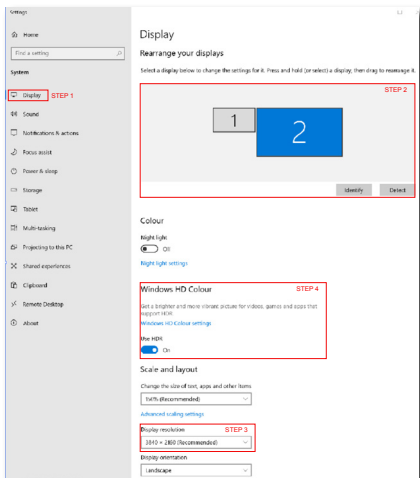 Settings
Home
Find a setting
System
Display STEP 1
Sound
Notifications & actions
Focus assist
Power & sleep
Storage
Tablet
Multi-tasking
Projecting to this PC
Shared experiences
Clipboard
Remote Desktop
About
Display
Rearrange your displays
Select a display below to change the settings for it. Press and hold (or select) a display, then drag to rearrange it.
STEP 2
1
2
Identify Detect
Colour
Night light
Off
Night light settings
Windows HD Colour STEP 4
Get a brighter and more vibrant picture for videos, games and apps that
support HDR
Windows HD Colour settings
Use HDR
On
Scale and layout
Change the size of text, apps and other items
(Recommended)
Advanced scaling settings
Display resolution STEP 3
3840 × 2160 (Recommended)
Display orientation
Landscape